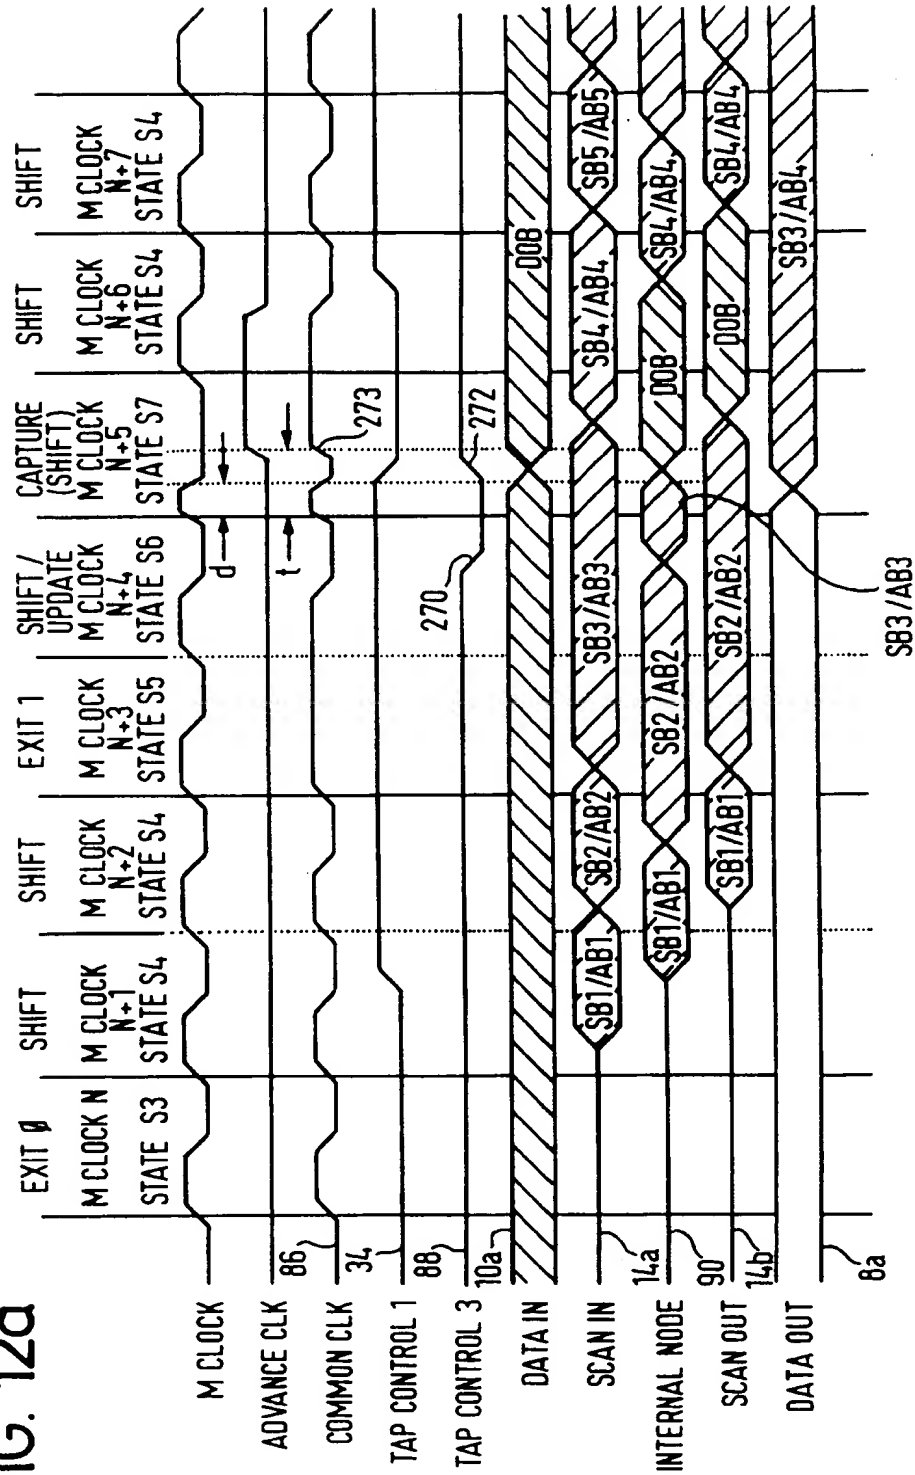 IG. 12a
EXIT Ø
M CLOCK N
STATE S3
SHIFT
M CLOCK
N+1
STATE S4
SHIFT
M CLOCK
N+2
STATE S4
EXIT 1
M CLOCK
N+3
STATE S5
SHIFT/
UPDATE
M CLOCK
N+4
STATE S6
CAPTURE
(SHIFT)
M CLOCK
N+5
STATE S7
SHIFT
M CLOCK
N+6
STATE S4
SHIFT
M CLOCK
N+7
STATE S4
M CLOCK
d
ADVANCE CLK
t
86
COMMON CLK
273
34
TAP CONTROL 1
88
TAP CONTROL 3
270
272
10a
DATA IN
DOB
SCAN IN
14a
SB1/AB1
SB2/AB2
SB3/AB3
SB4/AB4
SB5/AB5
INTERNAL NODE
90
SB1/AB1
SB2/AB2
DOB
SB4/AB4
SCAN OUT
14b
SB1/AB1
SB2/AB2
DOB
SB4/AB4
DATA OUT
8a
SB3/AB4
SB3/AB3